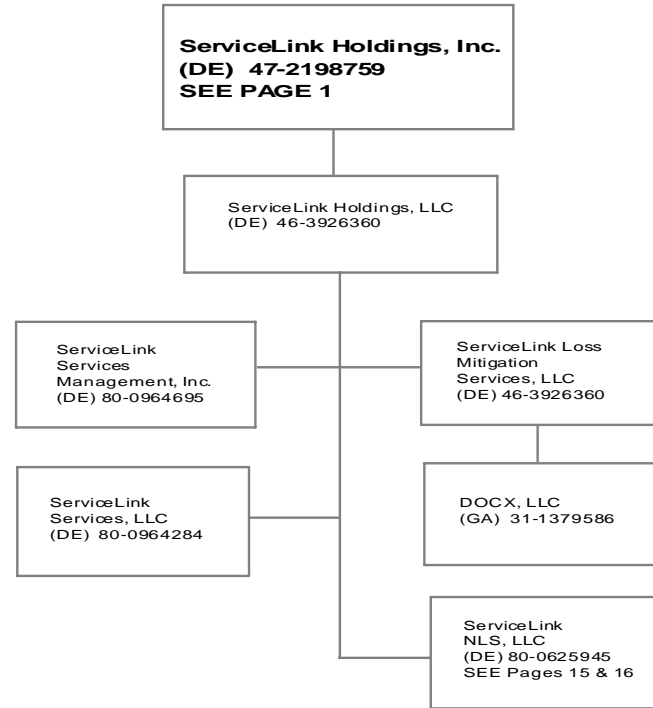 ServiceLink Holdings, Inc.
(DE) 47-2198759
SEE PAGE 1
ServiceLink Holdings, LLC
(DE) 46-3926360
ServiceLink
Services
Management, Inc.
(DE) 80-0964695
ServiceLink Loss
Mitigation
Services, LLC
(DE) 46-3926360
ServiceLink
Services, LLC
(DE) 80-0964284
DOCX, LLC
(GA) 31-1379586
ServiceLink
NLS, LLC
(DE) 80-0625945
SEE Pages 15 & 16